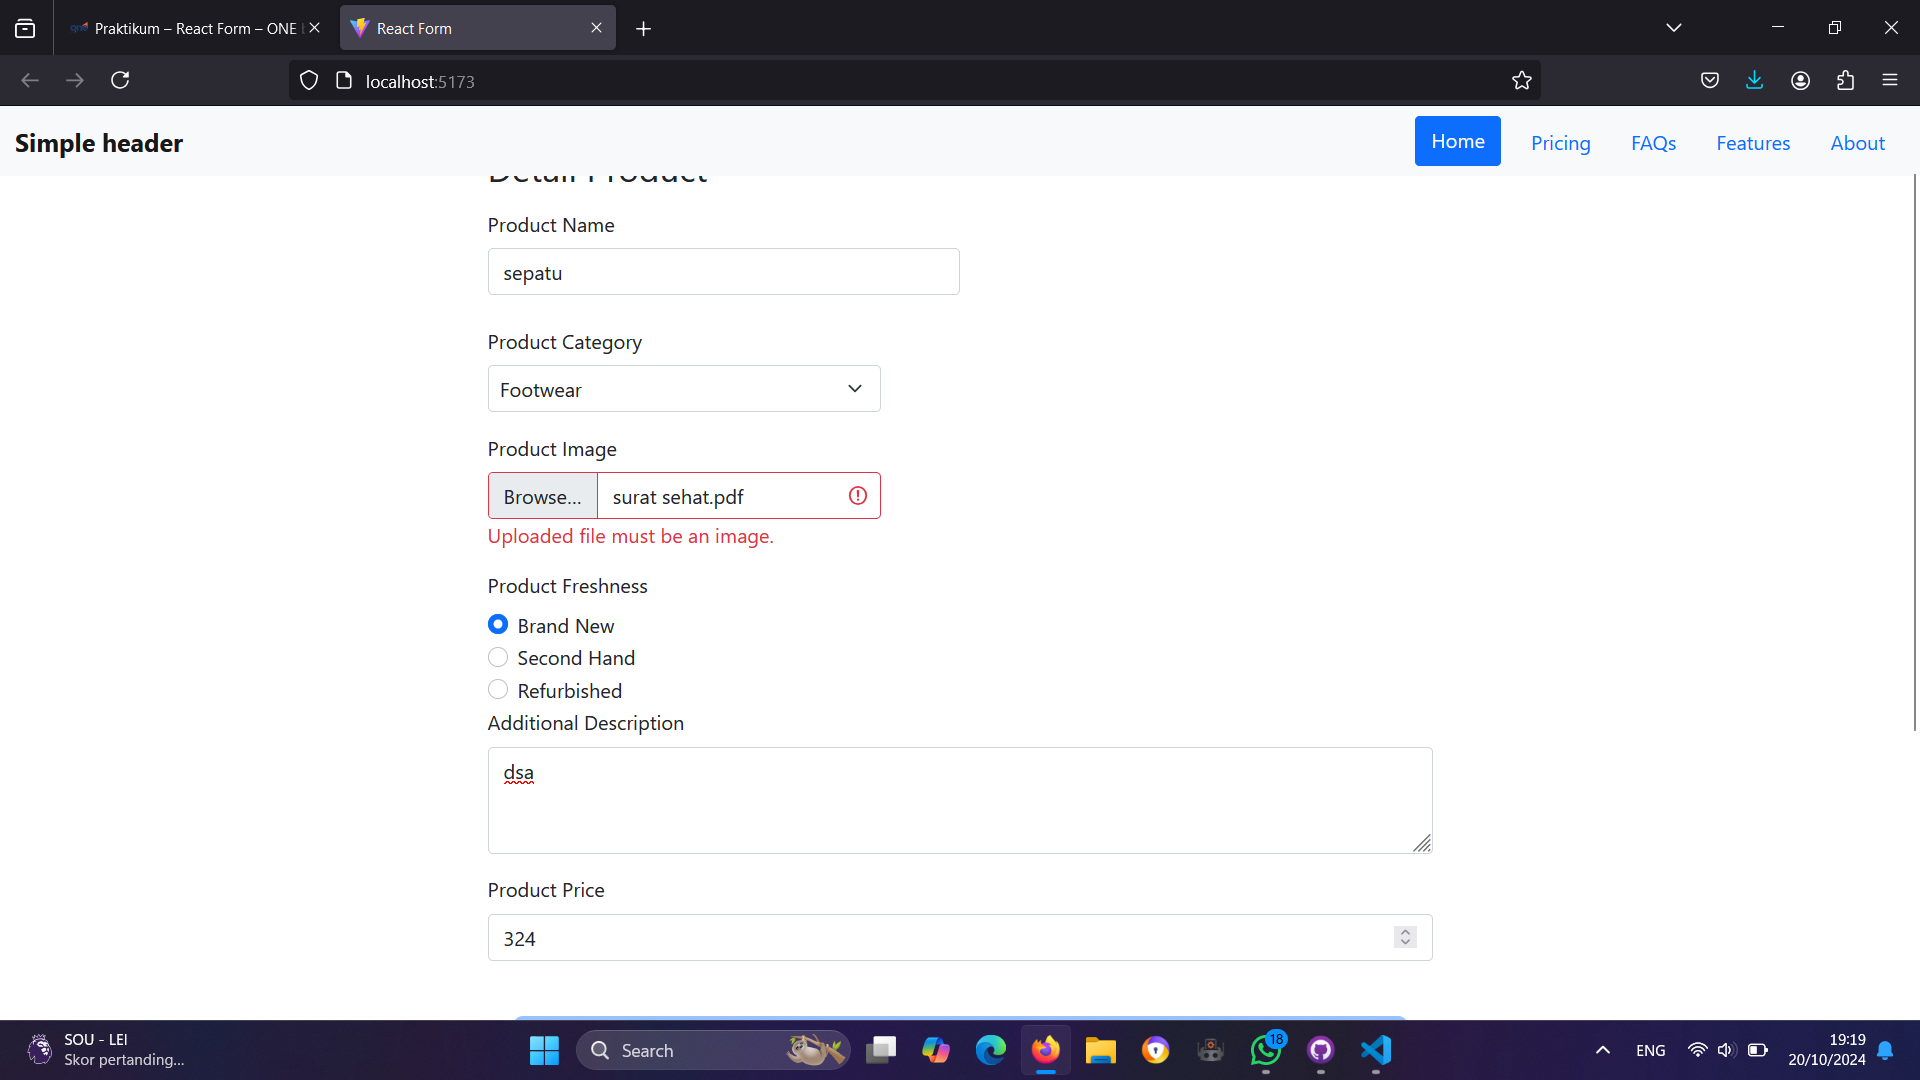 Praktikum – React Form – ONE
React Form
localhost:5173
Simple header
Home
Pricing
FAQs
Features
About
Detail Product
Product Name
sepatu
Product Category
Footwear
Product Image
Browse... surat sehat.pdf
Uploaded file must be an image.
Product Freshness
Brand New
Second Hand
Refurbished
Additional Description
dsa
Product Price
324
SOU - LEI
Skor pertanding...
Search
18
ENG
19:19
20/10/2024